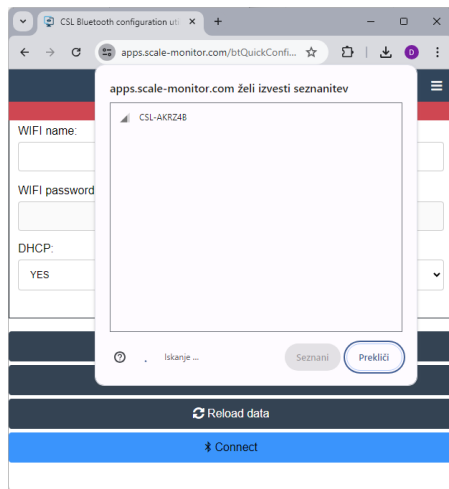 CSL Bluetooth configuration uti
apps.scale-monitor.com/btQuickConfi...
D
apps.scale-monitor.com želi izvesti seznanitev
CSL-AKRZ4B
WIFI name:
WIFI password
DHCP:
YES
Iskanje ...
Seznani
Prekliči
Reload data
Connect